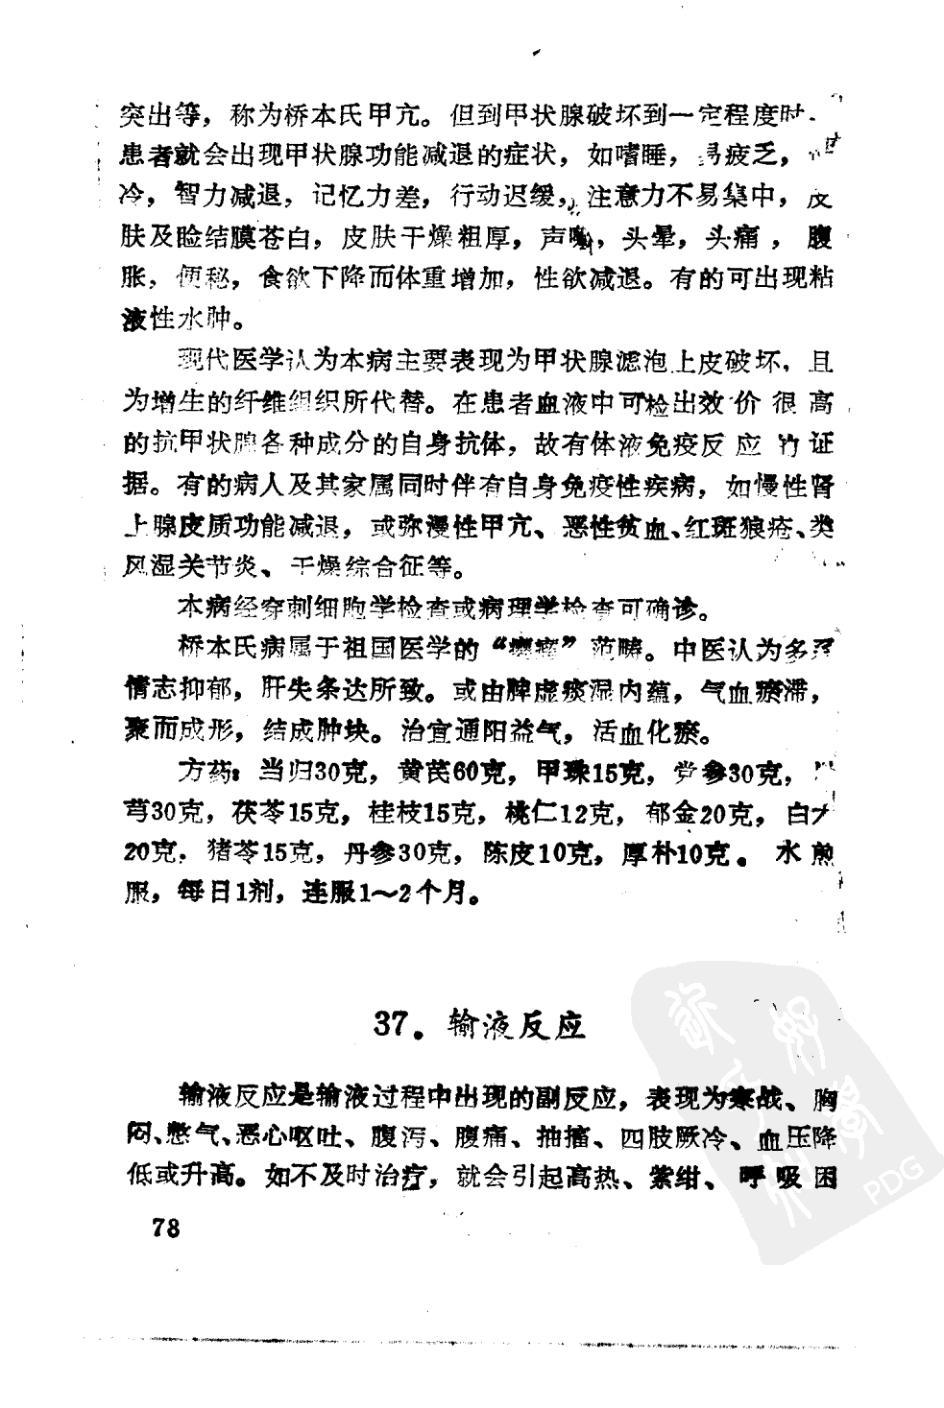 突出等，称为桥本氏甲亢。但到甲状腺破坏到一定程度时，
患者就会出现甲状腺功能减退的症状，如嗜睡，易疲乏，
冷，智力减退，记忆力差，行动迟缓，注意力不易集中，皮
肤及睑结膜苍白，皮肤干燥粗厚，声嘶，头晕，头痛，腹
胀，便秘，食欲下降而体重增加，性欲减退。有的可出现粘
液性水肿。
现代医学认为本病主要表现为甲状腺滤泡上皮破坏，且
为增生的纤维组织所代替。在患者血液中可检出效价很高
的抗甲状腺各种成分的自身抗体，故有体液免疫反应 证
据。有的病人及其家属同时伴有自身免疫性疾病，如慢性肾
上腺皮质功能减退，或弥漫性甲亢、恶性贫血、红斑狼疮、类
风湿关节炎、干燥综合征等。
本病经穿刺细胞学检查或病理学检查可确诊。
桥本氏病属于祖国医学的“瘿瘤”范畴。中医认为多
情志抑郁，肝失条达所致。或由脾虚痰湿内蕴，气血瘀滞，
聚而成形，结成肿块。治宜通阳益气，活血化瘀。
方药：当归30克，黄芪60克，甲珠15克，党参30克，
芎30克，茯苓15克，桂枝15克，桃仁12克，郁金20克，白
20克，猪苓15克，丹参30克，陈皮10克，厚朴10克。水煎
服，每日1剂，连服1～2个月。
37．输液反应
输液反应是输液过程中出现的副反应，表现为寒战、胸
闷、憋气、恶心呕吐、腹泻、腹痛、抽搐、四肢厥冷、血压降
低或升高。如不及时治疗，就会引起高热、紫绀、呼吸困
78
PDG